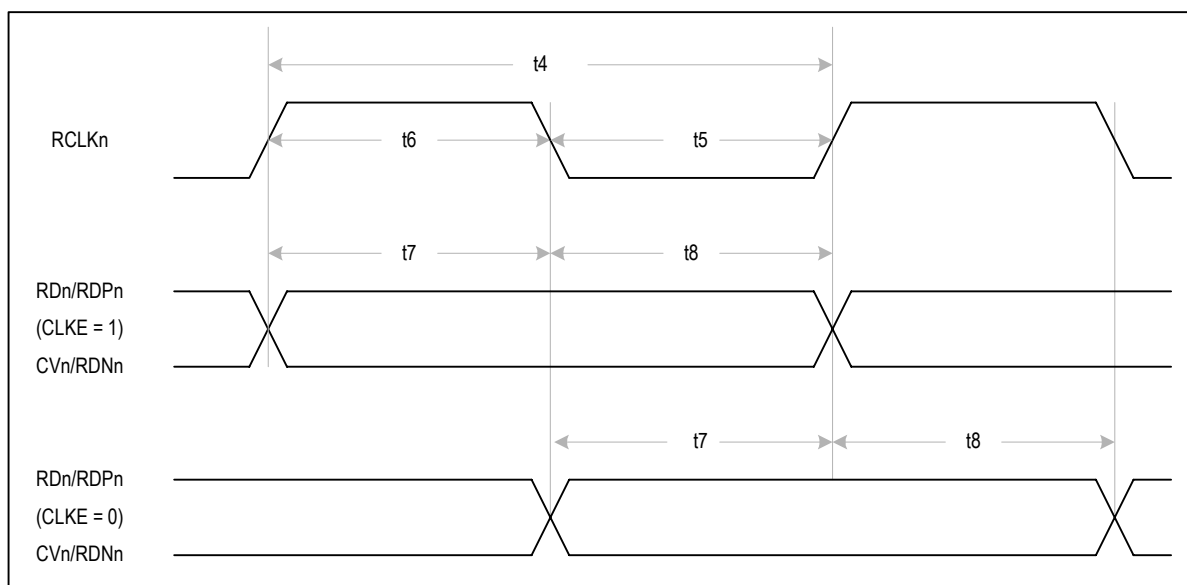 t4
RCLKn
t6
t5
t7
t8
RDn/RDPn
(CLKE = 1)
CVn/RDNn
t7
t8
RDn/RDPn
(CLKE = 0)
CVn/RDNn